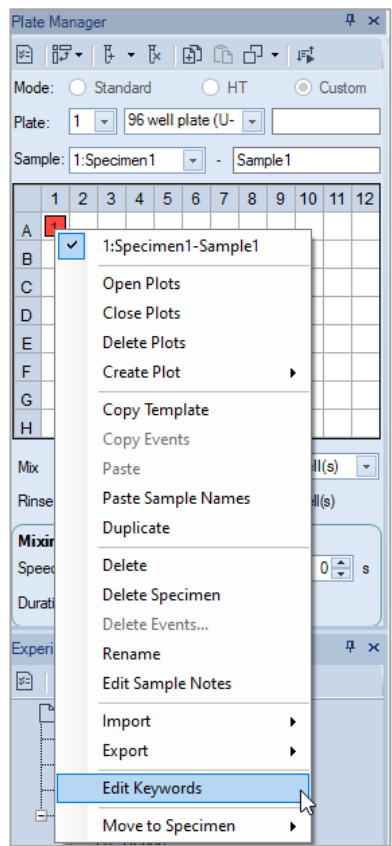 Plate Manager
Mode: Standard HT Custom
Plate: 1 96 well plate (U-
Sample: 1:Specimen1 - Sample1
1 2 3 4 5 6 7 8 9 10 11 12
A 1
B
C
D
E
F
G
H
1:Specimen1-Sample1
Open Plots
Close Plots
Delete Plots
Create Plot
Copy Template
Copy Events
Paste
Paste Sample Names
Duplicate
Delete
Delete Specimen
Delete Events...
Rename
Edit Sample Notes
Import
Export
Edit Keywords
Move to Specimen
Mix
Rinse
0 s